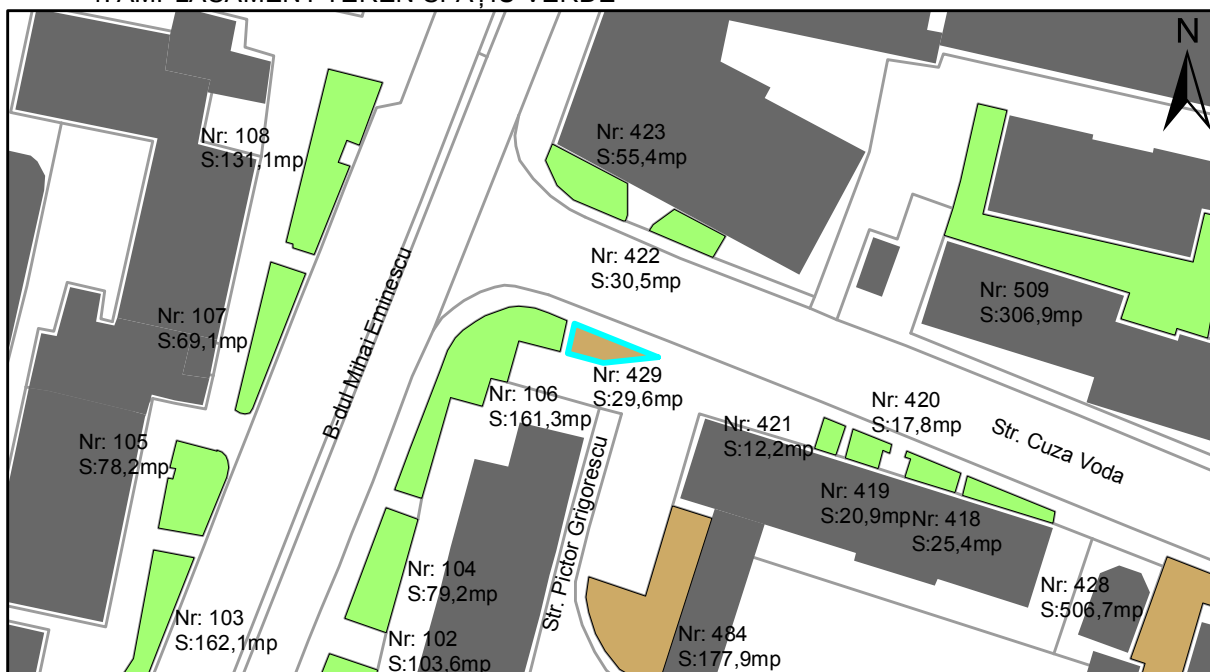 N
Nr: 108
S:131,1mp
Nr: 423
S:55,4mp
Nr: 422
S:30,5mp
Nr: 509
S:306,9mp
Nr: 107
S:69,1mp
B-dul Mihai Eminescu
Nr: 429
S:29,6mp
Nr: 106
S:161,3mp
Nr: 420
S:17,8mp
Nr: 421
S:12,2mp
Str. Cuza Voda
Nr: 105
S:78,2mp
Nr: 419
S:20,9mp
Nr: 418
S:25,4mp
Str. Pictor Grigorescu
Nr: 104
S:79,2mp
Nr: 428
S:506,7mp
Nr: 103
S:162,1mp
Nr: 102
S:103,6mp
Nr: 484
S:177,9mp